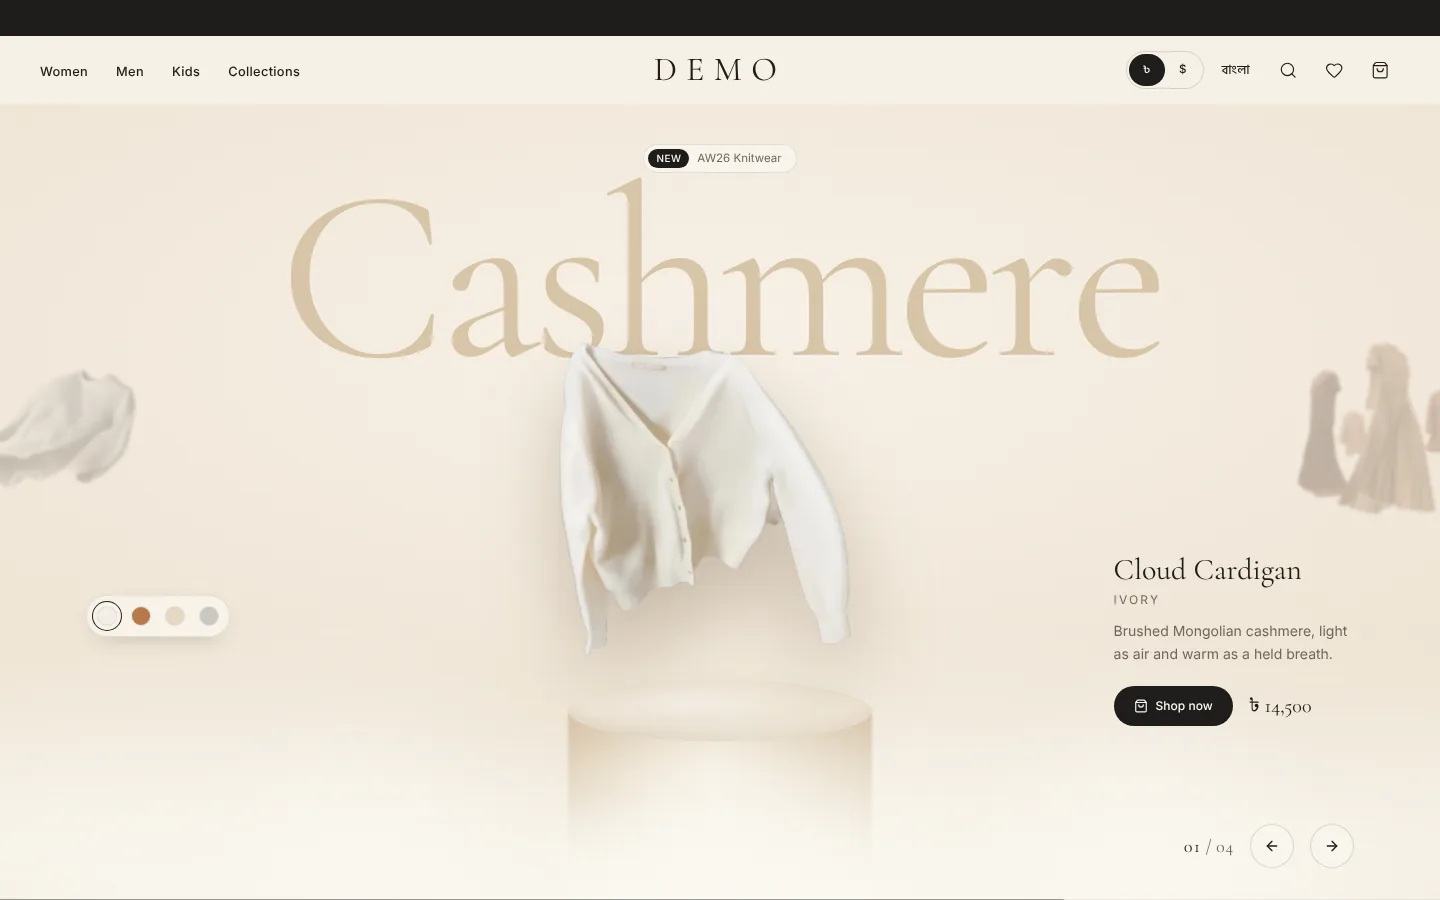 Women Men Kids Collections
DEMO
৳ $ বাংলা
NEW AW26 Knitwear
Cashmere
Cloud Cardigan
IVORY
Brushed Mongolian cashmere, light
as air and warm as a held breath.
Shop now ৳ 14,500
01 / 04